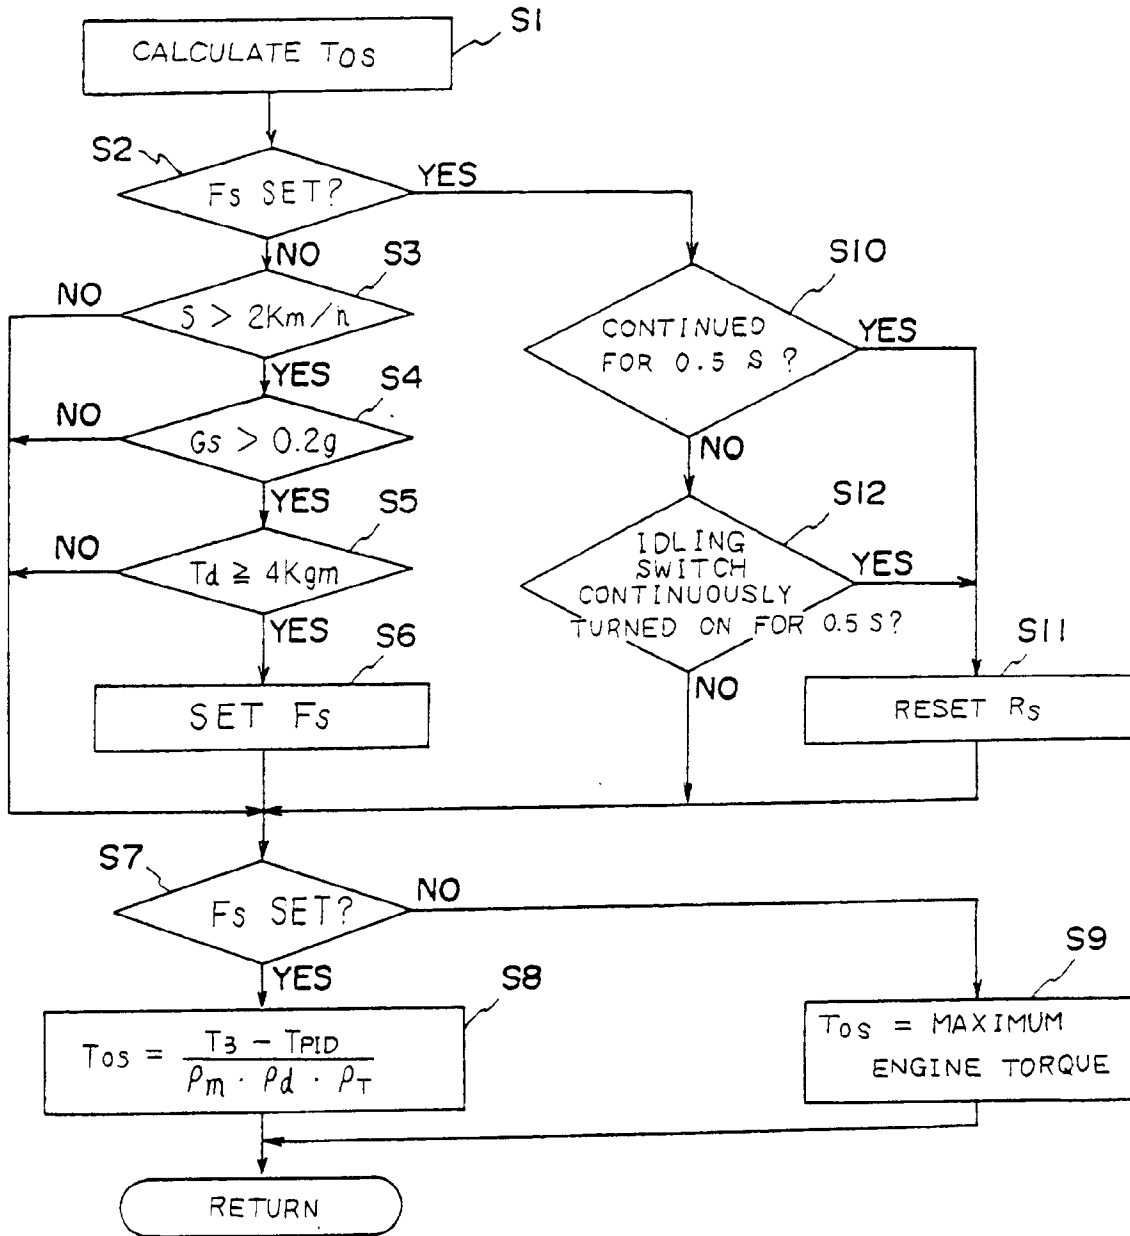 S1
CALCULATE TOS
S2
FS SET?
YES
NO
S3
NO
S > 2Km/h
YES
S10
CONTINUED
FOR 0.5 S ?
YES
NO
S4
NO
GS > 0.2g
YES
S5
NO
Td ≧ 4Kgm
YES
S12
IDLING
SWITCH
CONTINUOUSLY
TURNED ON FOR 0.5 S?
YES
NO
S6
SET FS
S11
RESET RS
S7
FS SET?
NO
YES
S8
TOS = T3 − TPID
ρm · ρd · ρT
S9
TOS = MAXIMUM
ENGINE TORQUE
RETURN